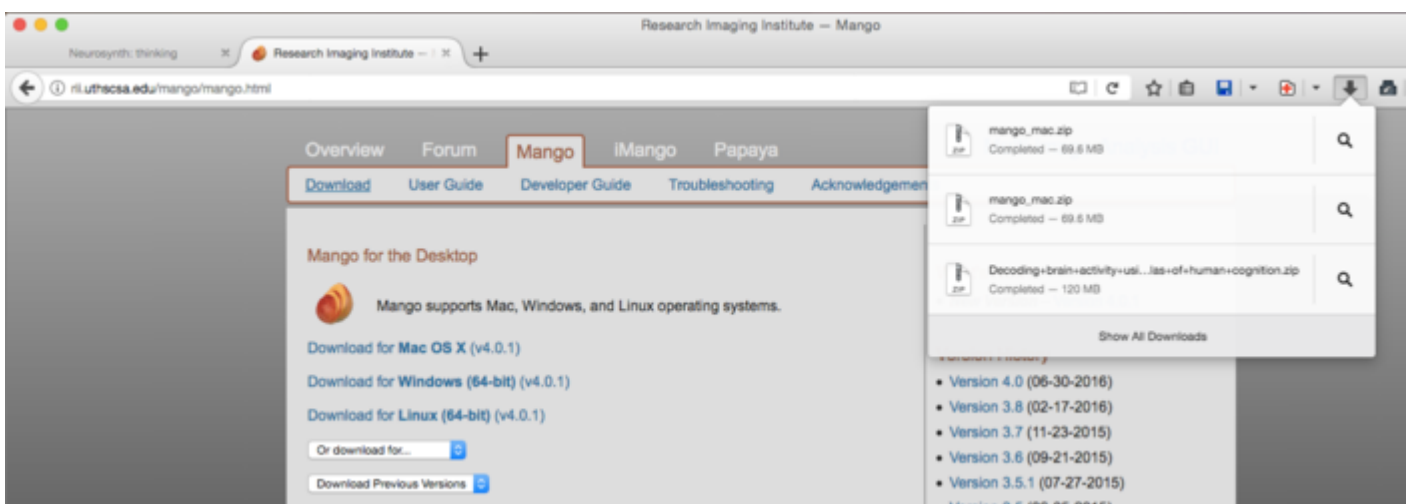 Research Imaging Institute — Mango
Neurosynth: thinking
Research Imaging Institute —
rii.uthscsa.edu/mango/mango.html
Overview Forum Mango iMango Papaya
Download User Guide Developer Guide Troubleshooting Acknowledgemen
Mango for the Desktop
Mango supports Mac, Windows, and Linux operating systems.
Download for Mac OS X (v4.0.1)
Download for Windows (64-bit) (v4.0.1)
Download for Linux (64-bit) (v4.0.1)
Or download for...
Download Previous Versions
mango_mac.zip
Completed — 69.6 MB
mango_mac.zip
Completed — 69.6 MB
Decoding+brain+activity+usi...las+of+human+cognition.zip
Completed — 120 MB
Show All Downloads
Version History
• Version 4.0 (06-30-2016)
• Version 3.8 (02-17-2016)
• Version 3.7 (11-23-2015)
• Version 3.6 (09-21-2015)
• Version 3.5.1 (07-27-2015)